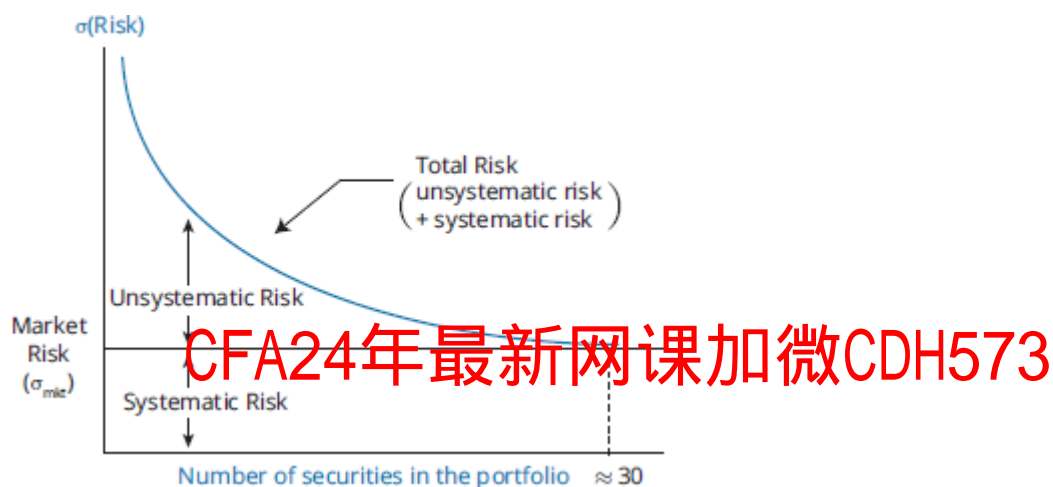 σ(Risk)
Total Risk
(unsystematic risk
+ systematic risk)
Unsystematic Risk
Market
Risk
(σmkt)
CFA24年最新网课加微CDH573
Systematic Risk
Number of securities in the portfolio ≈ 30